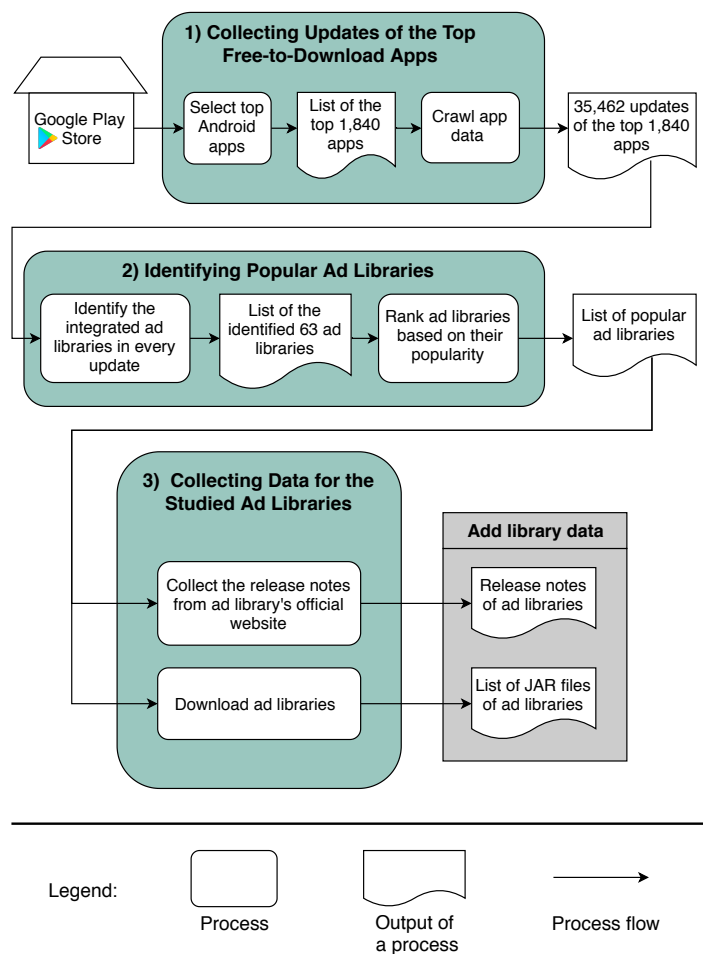 1) Collecting Updates of the Top
Free-to-Download Apps
Google Play
Store
Select top
Android
apps
List of the
top 1,840
apps
Crawl app
data
35,462 updates
of the top 1,840
apps
2) Identifying Popular Ad Libraries
Identify the
integrated ad
libraries in every
update
List of the
identified 63 ad
libraries
Rank ad libraries
based on their
popularity
List of popular
ad libraries
3) Collecting Data for the
Studied Ad Libraries
Add library data
Collect the release notes
from ad library's official
website
Release notes
of ad libraries
Download ad libraries
List of JAR files
of ad libraries
Legend:
Process
Output of
a process
Process flow